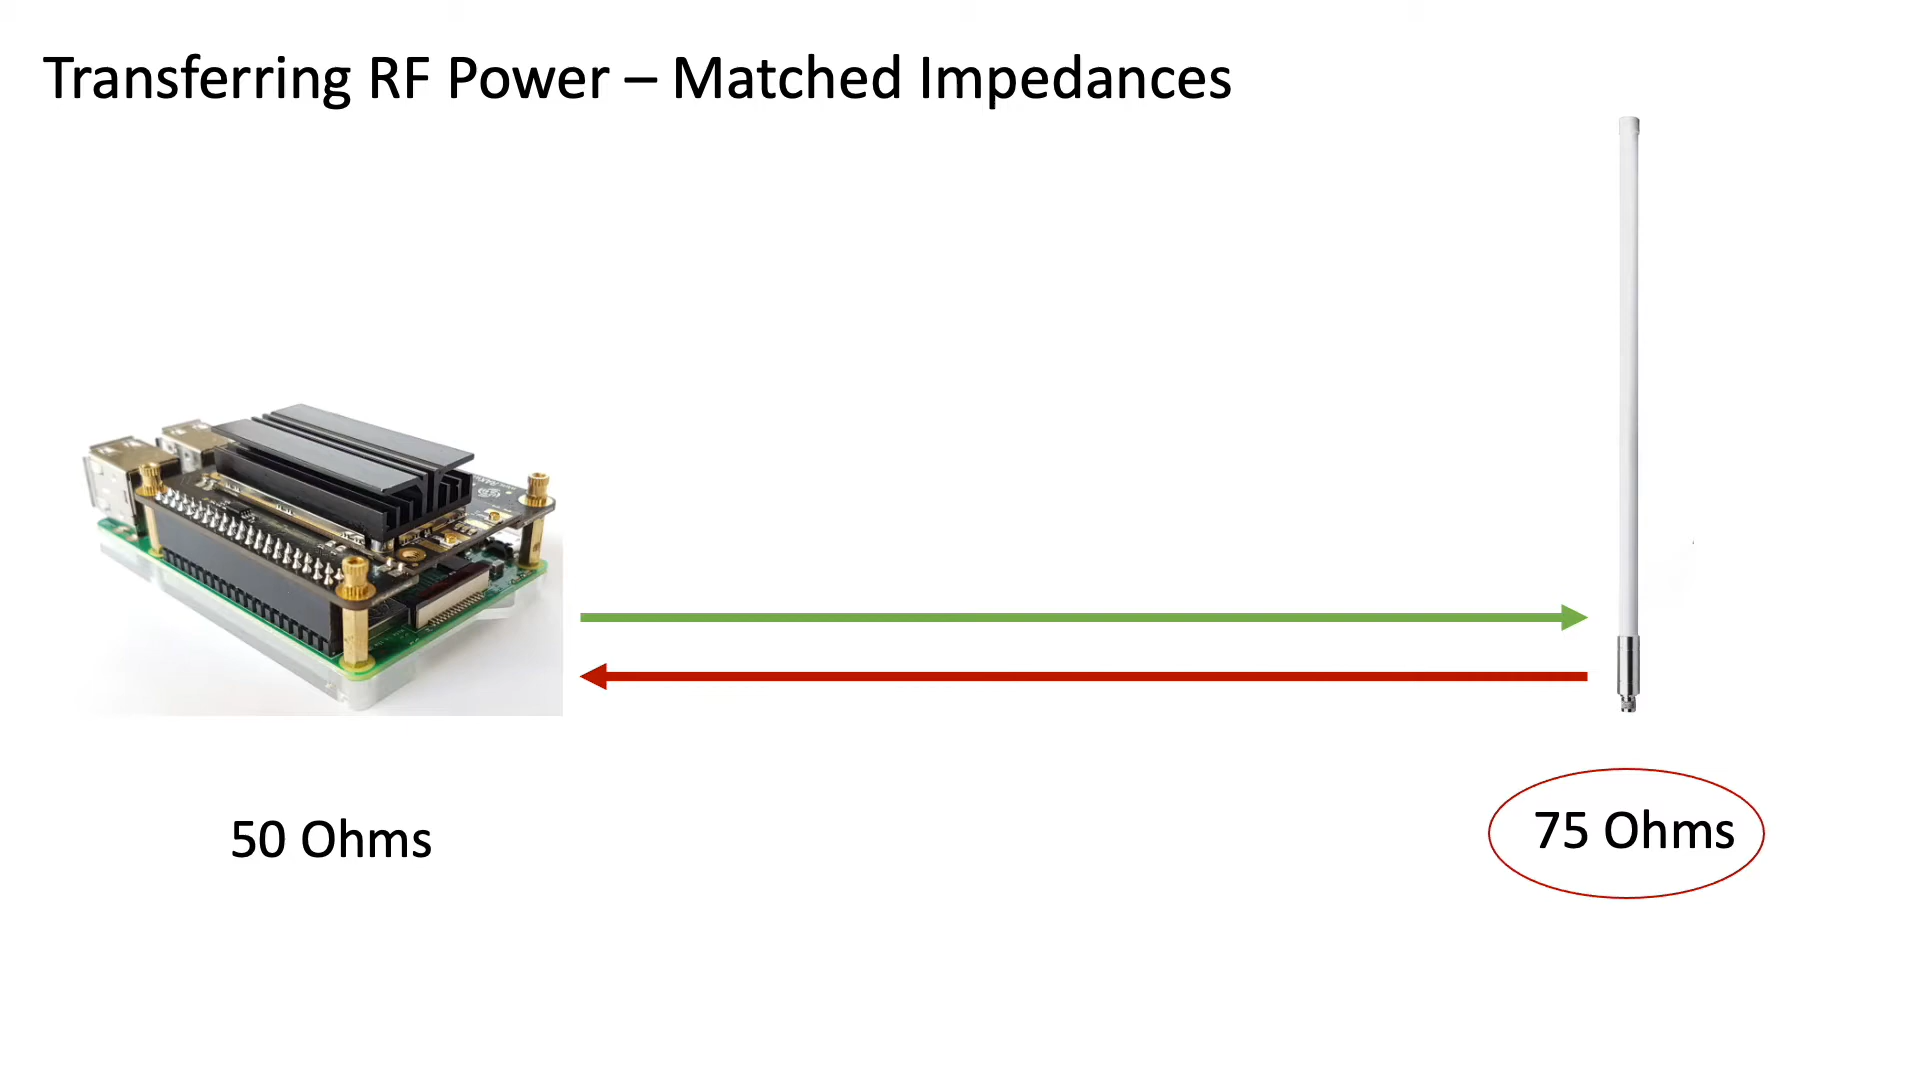 Transferring RF Power – Matched Impedances
50 Ohms
75 Ohms